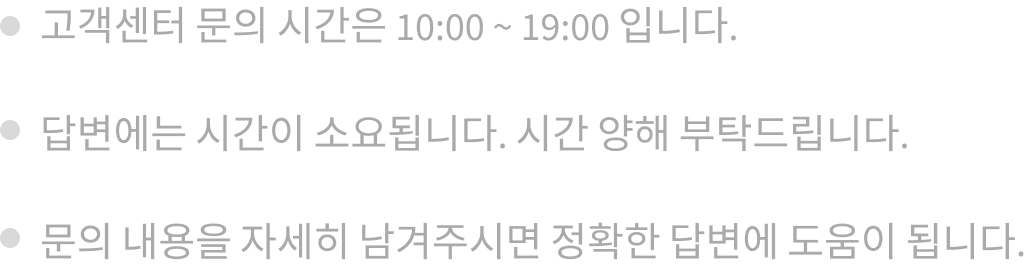 고객센터 문의 시간은 10:00 ~ 19:00 입니다.
답변에는 시간이 소요됩니다. 시간 양해 부탁드립니다.
문의 내용을 자세히 남겨주시면 정확한 답변에 도움이 됩니다.